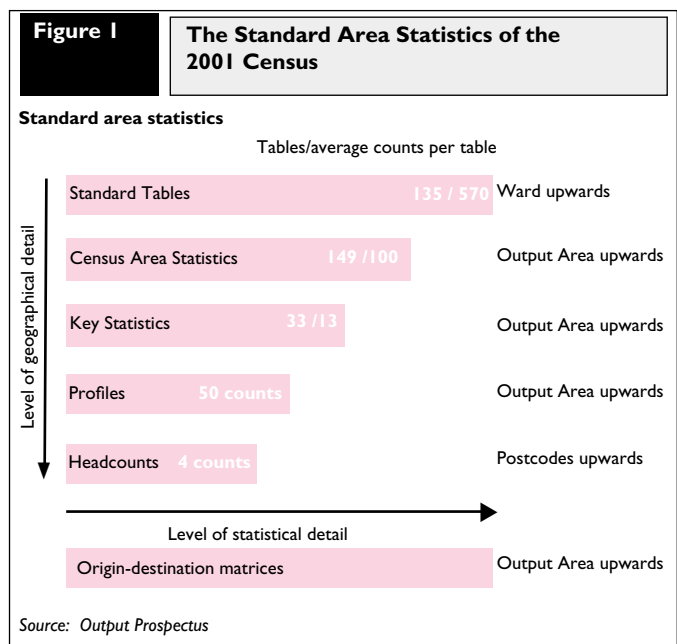 Figure 1
The Standard Area Statistics of the
2001 Census
Standard area statistics
Tables/average counts per table
Level of geographical detail
Standard Tables 135 / 570 Ward upwards
Census Area Statistics 149 /100 Output Area upwards
Key Statistics 33 /13 Output Area upwards
Profiles 50 counts Output Area upwards
Headcounts 4 counts Postcodes upwards
Level of statistical detail
Origin-destination matrices Output Area upwards
Source: Output Prospectus